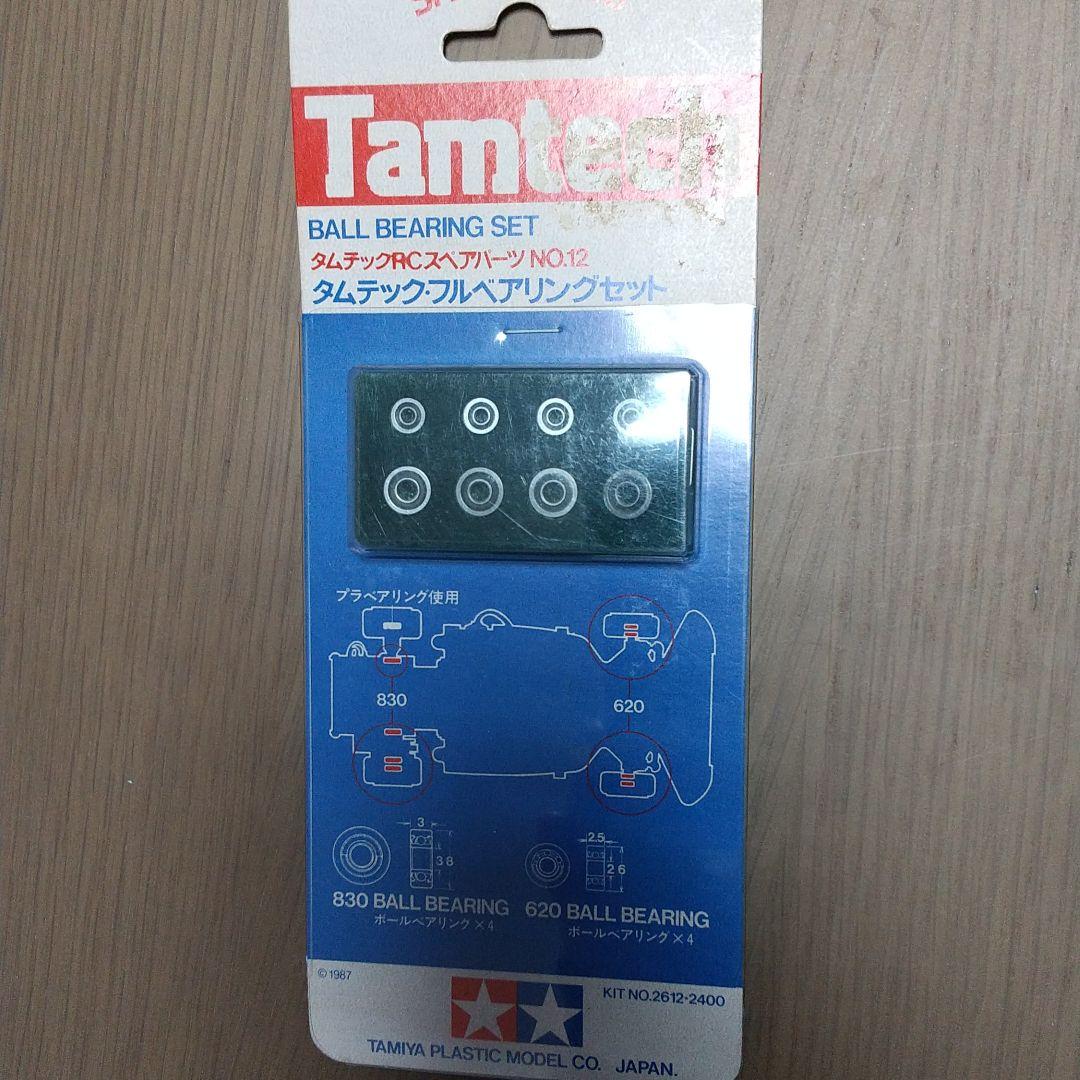 Tamtech
BALL BEARING SET
タムテックRCスペアパーツ NO.12
タムテック・フルベアリングセット
プラベアリング使用
830
620
3
3 8
2.5
2 6
830 BALL BEARING
ボールベアリング×4
620 BALL BEARING
ボールベアリング×4
©1987
KIT NO.2612・2400
TAMIYA PLASTIC MODEL CO. JAPAN.